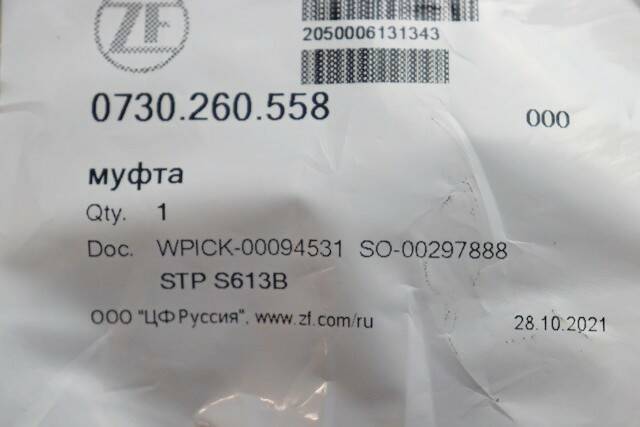 ZF
2050006131343
0730.260.558 000
муфта
Qty. 1
Doc. WPICK-00094531 SO-00297888
STP S613B
ООО "ЦФ Руссия", www.zf.com/ru 28.10.2021